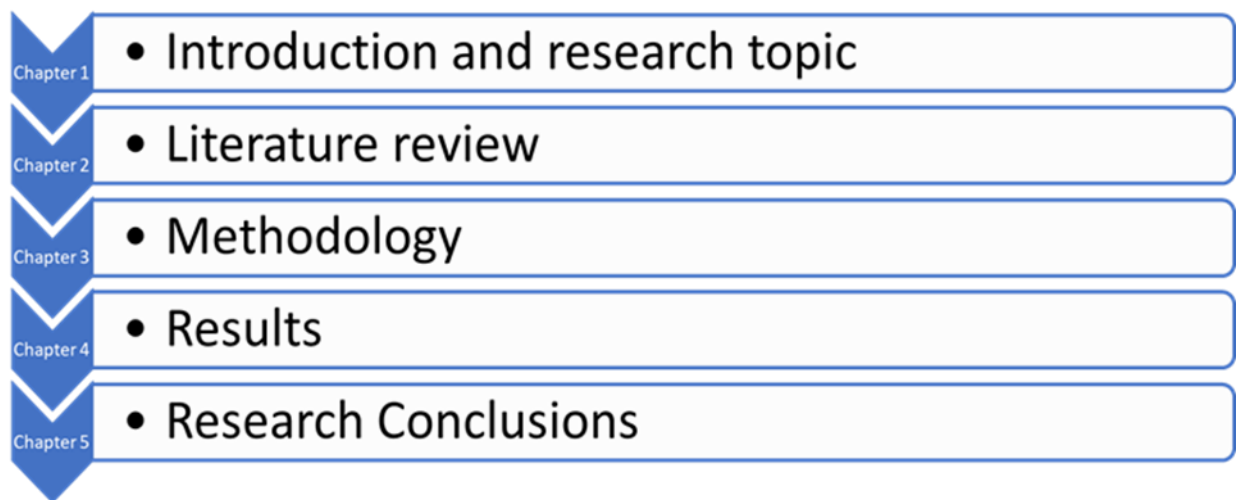 Chapter 1
• Introduction and research topic
Chapter 2
• Literature review
Chapter 3
• Methodology
Chapter 4
• Results
Chapter 5
• Research Conclusions